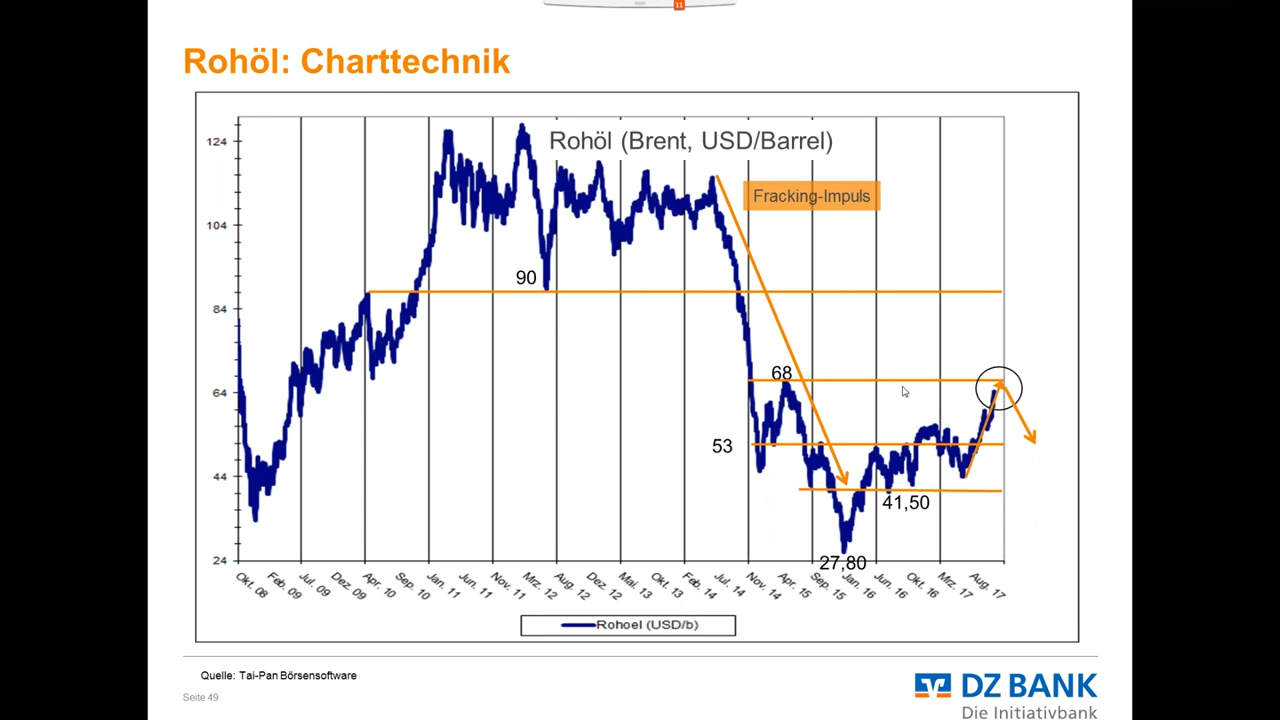 11
Rohöl: Charttechnik
Rohöl (Brent, USD/Barrel)
Fracking-Impuls
124
104
84
64
44
24
90
68
53
41,50
27,80
Okt. 08
Feb. 09
Jul. 09
Dez. 09
Apr. 10
Sep. 10
Jan. 11
Jun. 11
Nov. 11
Mrz. 12
Aug. 12
Dez. 12
Mai. 13
Okt. 13
Feb. 14
Jul. 14
Nov. 14
Apr. 15
Sep. 15
Jan. 16
Jun. 16
Okt. 16
Mrz. 17
Aug. 17
Rohoel (USD/b)
Quelle: Tai-Pan Börsensoftware
Seite 49
DZ BANK
Die Initiativbank